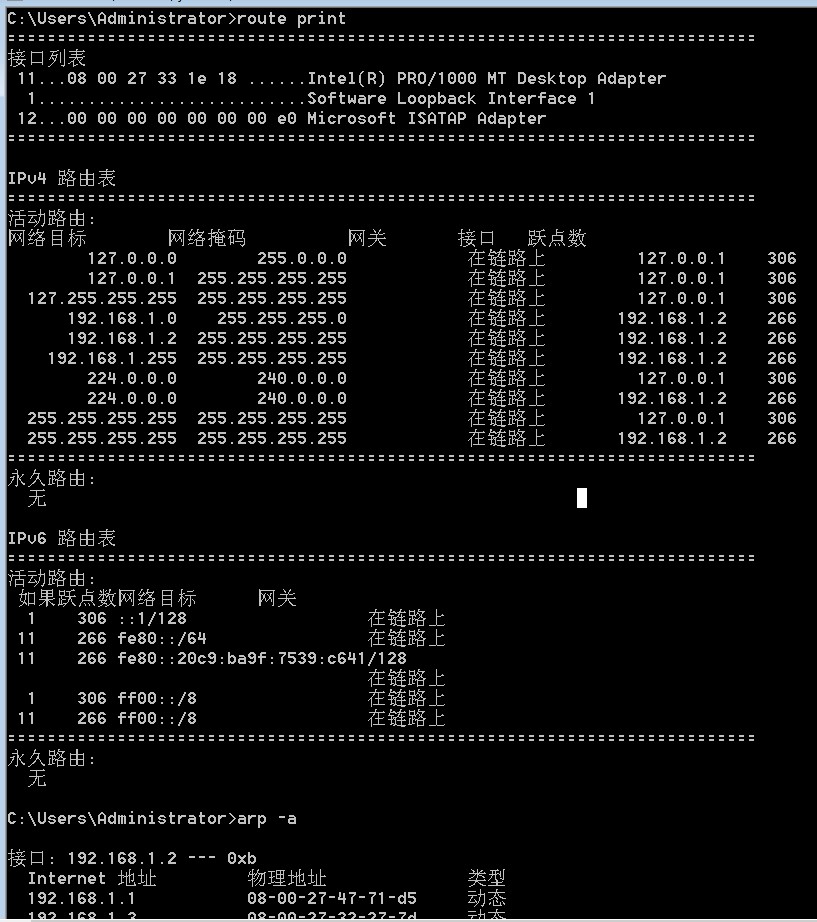 C:\Users\Administrator>route print
===========================================================================
接口列表
 11...08 00 27 33 1e 18 ......Intel(R) PRO/1000 MT Desktop Adapter
  1...........................Software Loopback Interface 1
 12...00 00 00 00 00 00 00 e0 Microsoft ISATAP Adapter
===========================================================================
IPv4 路由表
===========================================================================
活动路由:
网络目标        网络掩码          网关       接口   跃点数
        127.0.0.0        255.0.0.0            在链路上         127.0.0.1    306
        127.0.0.1  255.255.255.255            在链路上         127.0.0.1    306
  127.255.255.255  255.255.255.255            在链路上         127.0.0.1    306
      192.168.1.0    255.255.255.0            在链路上       192.168.1.2    266
      192.168.1.2  255.255.255.255            在链路上       192.168.1.2    266
    192.168.1.255  255.255.255.255            在链路上       192.168.1.2    266
        224.0.0.0        240.0.0.0            在链路上         127.0.0.1    306
        224.0.0.0        240.0.0.0            在链路上       192.168.1.2    266
  255.255.255.255  255.255.255.255            在链路上         127.0.0.1    306
  255.255.255.255  255.255.255.255            在链路上       192.168.1.2    266
===========================================================================
永久路由:
  无
IPv6 路由表
===========================================================================
活动路由:
 如果跃点数网络目标      网关
  1    306 ::1/128                  在链路上
 11    266 fe80::/64                在链路上
 11    266 fe80::20c9:ba9f:7539:c641/128
                                    在链路上
  1    306 ff00::/8                 在链路上
 11    266 ff00::/8                 在链路上
===========================================================================
永久路由:
  无
C:\Users\Administrator>arp -a
接口: 192.168.1.2 --- 0xb
  Internet 地址         物理地址              类型
  192.168.1.1           08-00-27-47-71-d5     动态
  192.168.1.3           08-00-27-32-27-7d     动态